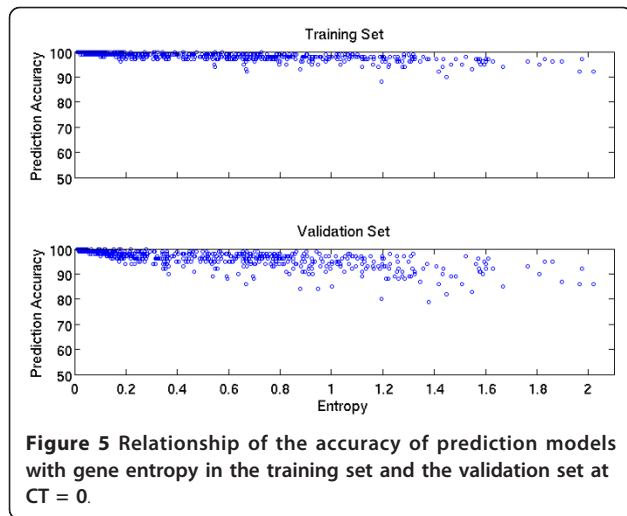 Training Set
100
90
80
70
60
50
Prediction Accuracy
Validation Set
100
90
80
70
60
50
Prediction Accuracy
0 0.2 0.4 0.6 0.8 1 1.2 1.4 1.6 1.8 2
Entropy
Figure 5 Relationship of the accuracy of prediction models
with gene entropy in the training set and the validation set at
CT = 0.